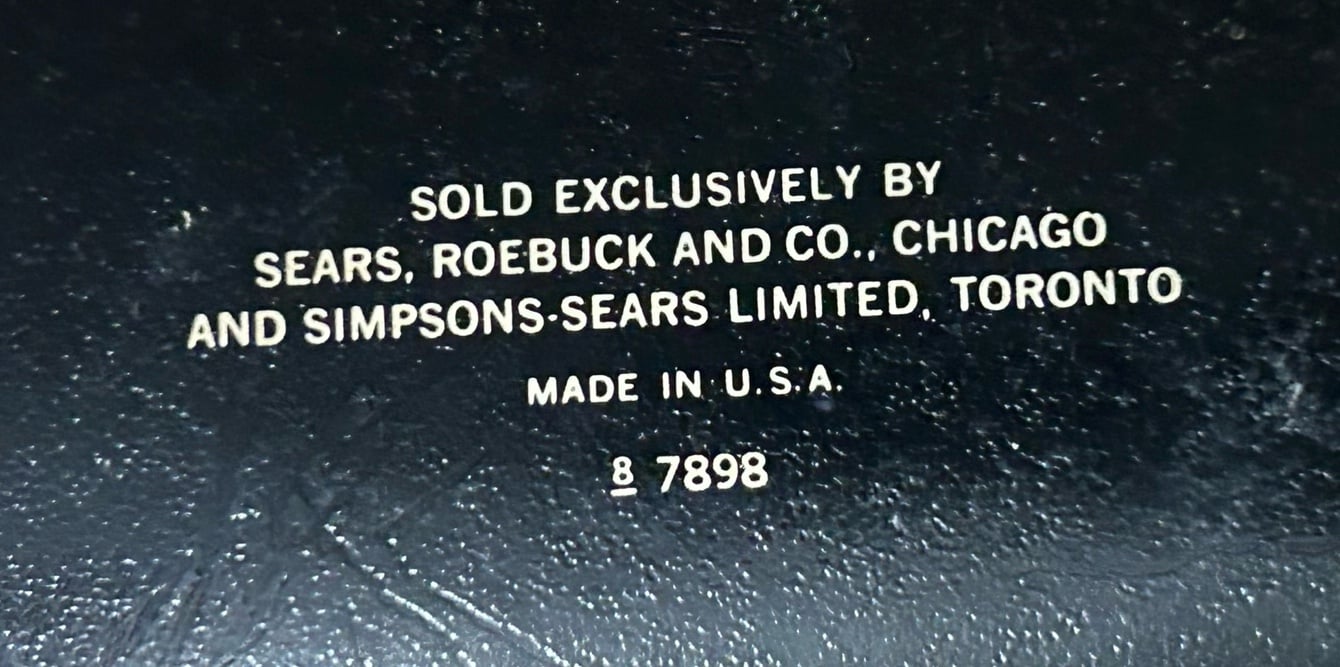 SOLD EXCLUSIVELY BY
SEARS, ROEBUCK AND CO., CHICAGO
AND SIMPSONS-SEARS LIMITED, TORONTO
MADE IN U.S.A.
8 7898